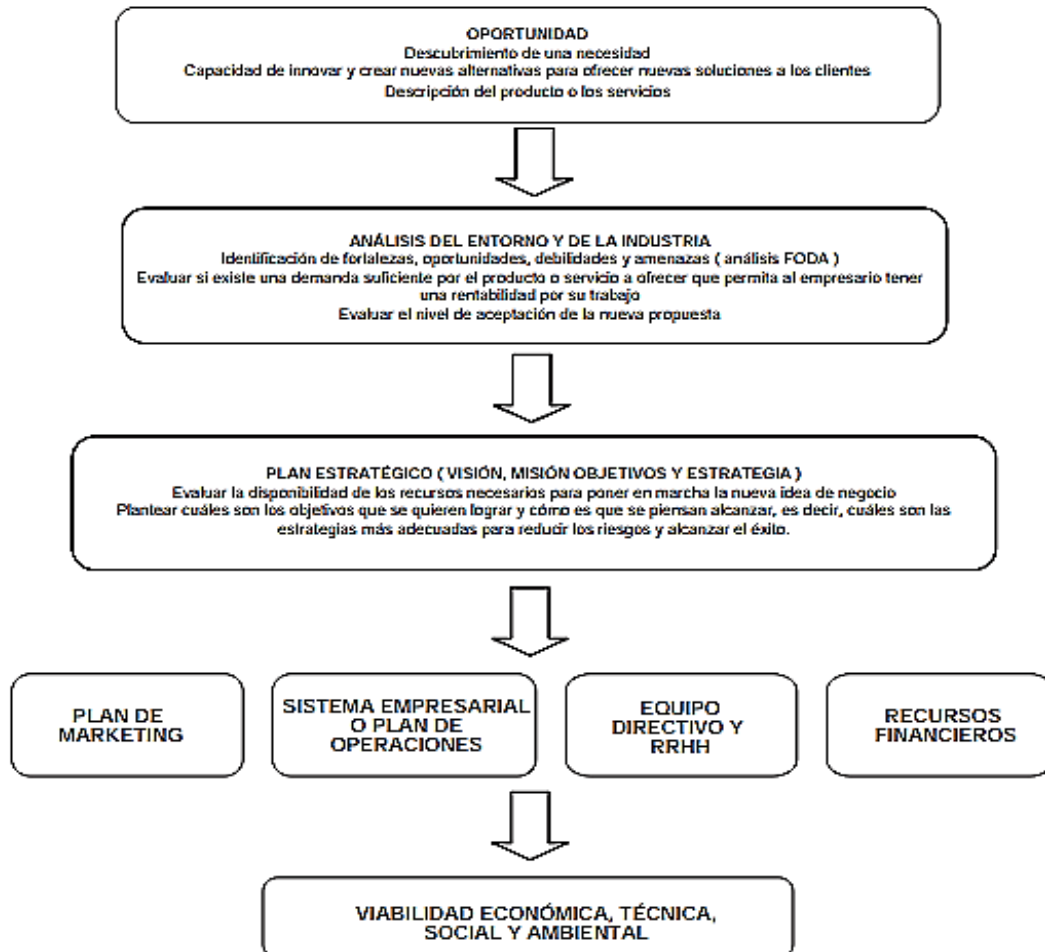 OPORTUNIDAD
Descubrimiento de una necesidad
Capacidad de innovar y crear nuevas alternativas para ofrecer nuevas soluciones a los clientes
Descripción del producto o los servicios
ANÁLISIS DEL ENTORNO Y DE LA INDUSTRIA
Identificación de fortalezas, oportunidades, debilidades y amenazas ( análisis FODA )
Evaluar si existe una demanda suficiente por el producto o servicio a ofrecer que permita al empresario tener
una rentabilidad por su trabajo
Evaluar el nivel de aceptación de la nueva propuesta
PLAN ESTRATÉGICO ( VISIÓN, MISIÓN OBJETIVOS Y ESTRATEGIA )
Evaluar la disponibilidad de los recursos necesarios para poner en marcha la nueva idea de negocio
Plantear cuáles son los objetivos que se quieren lograr y cómo es que se piensan alcanzar, es decir, cuáles son las
estrategias más adecuadas para reducir los riesgos y alcanzar el éxito.
PLAN DE
MARKETING
SISTEMA EMPRESARIAL
O PLAN DE
OPERACIONES
EQUIPO
DIRECTIVO Y
RRHH
RECURSOS
FINANCIEROS
VIABILIDAD ECONÓMICA, TÉCNICA,
SOCIAL Y AMBIENTAL